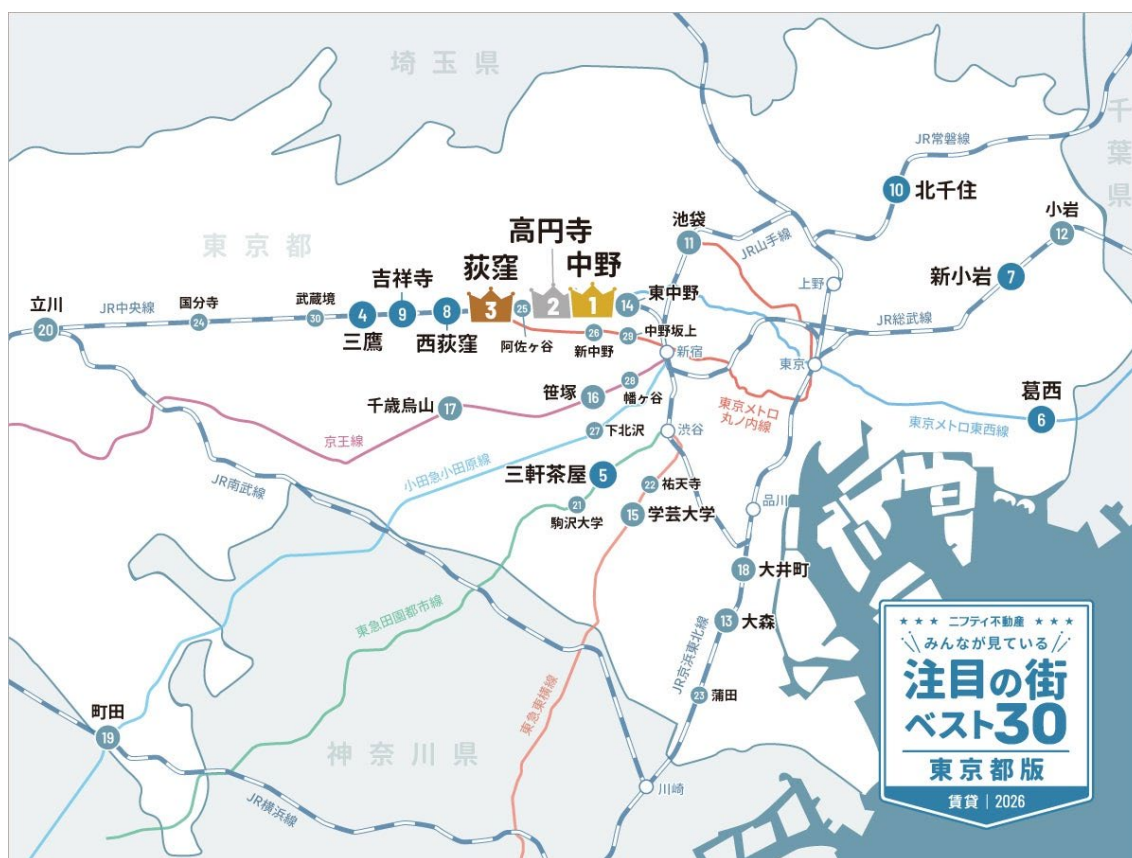 埼玉県
千葉県
JR常磐線
10
北千住
高円寺
池袋
11
JR山手線
小岩
12
東京都
吉祥寺
荻窪
中野
新小岩
7
立川
JR中央線
国分寺
武蔵境
上野
東中野
20
24
30
4
9
8
3
25
2
1
14
JR総武線
三鷹
西荻窪
阿佐ヶ谷
26
新中野
29
中野坂上
新宿
東京
千歳烏山
17
笹塚
16
28
幡ヶ谷
東京メトロ
丸ノ内線
葛西
6
東京メトロ東西線
京王線
27
下北沢
渋谷
小田急小田原線
JR南武線
三軒茶屋
5
22
祐天寺
21
駒沢大学
15
学芸大学
品川
18
大井町
東急田園都市線
13
大森
JR京浜東北線
東急東横線
23
蒲田
町田
19
神奈川県
JR横浜線
川崎
★★★ ニフティ不動産 ★★★
みんなが見ている
注目の街
ベスト30
東京都版
賃貸｜2026